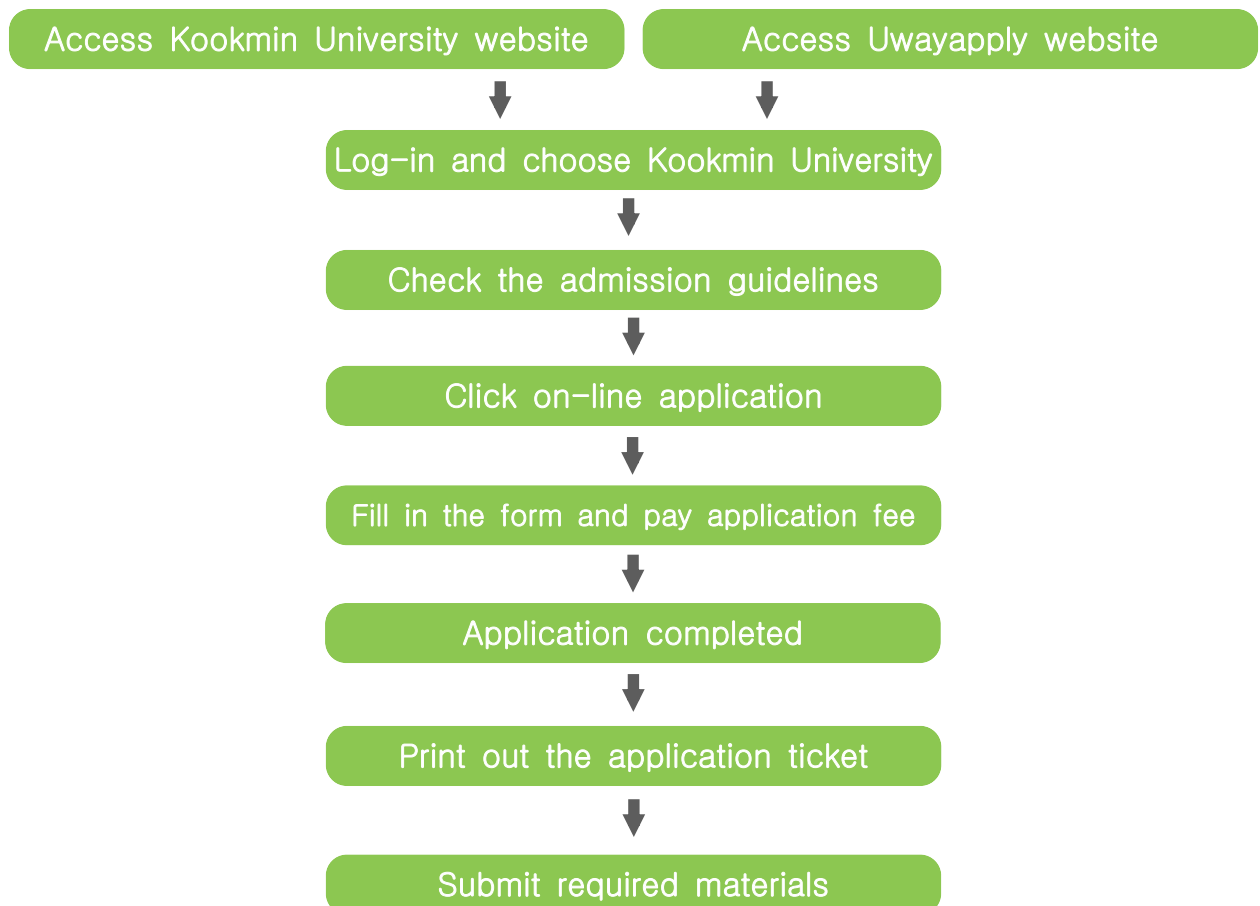 Access Kookmin University website
Access Uwayapply website
Log-in and choose Kookmin University
Check the admission guidelines
Click on-line application
Fill in the form and pay application fee
Application completed
Print out the application ticket
Submit required materials